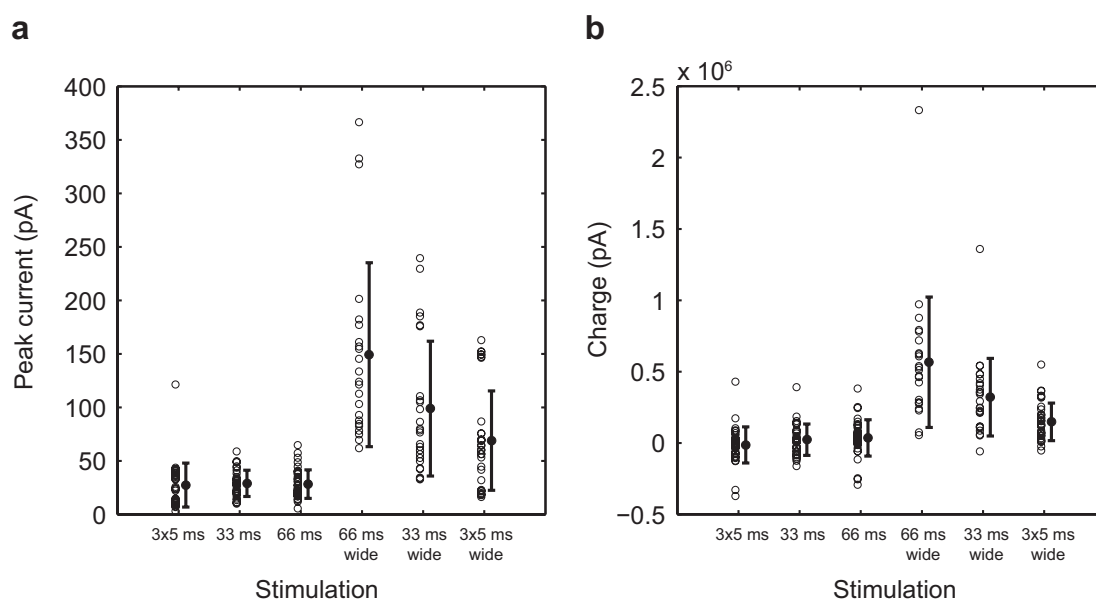 a
400
350
300
250
200
150
100
50
0
Peak current (pA)
3x5 ms 33 ms 66 ms 66 ms wide 33 ms wide 3x5 ms wide
Stimulation
b
x 10⁶
2.5
2
1.5
1
0.5
0
−0.5
Charge (pA)
3x5 ms 33 ms 66 ms 66 ms wide 33 ms wide 3x5 ms wide
Stimulation